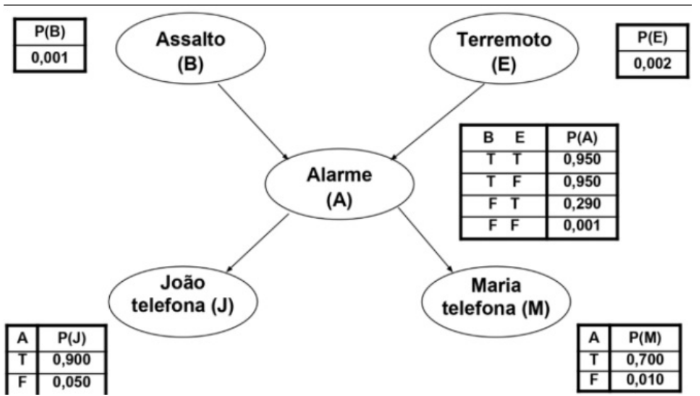 P(B)
0,001
Assalto
(B)
Terremoto
(E)
P(E)
0,002
B E P(A)
T T 0,950
T F 0,950
F T 0,290
F F 0,001
Alarme
(A)
João
telefona (J)
Maria
telefona (M)
A P(J)
T 0,900
F 0,050
A P(M)
T 0,700
F 0,010